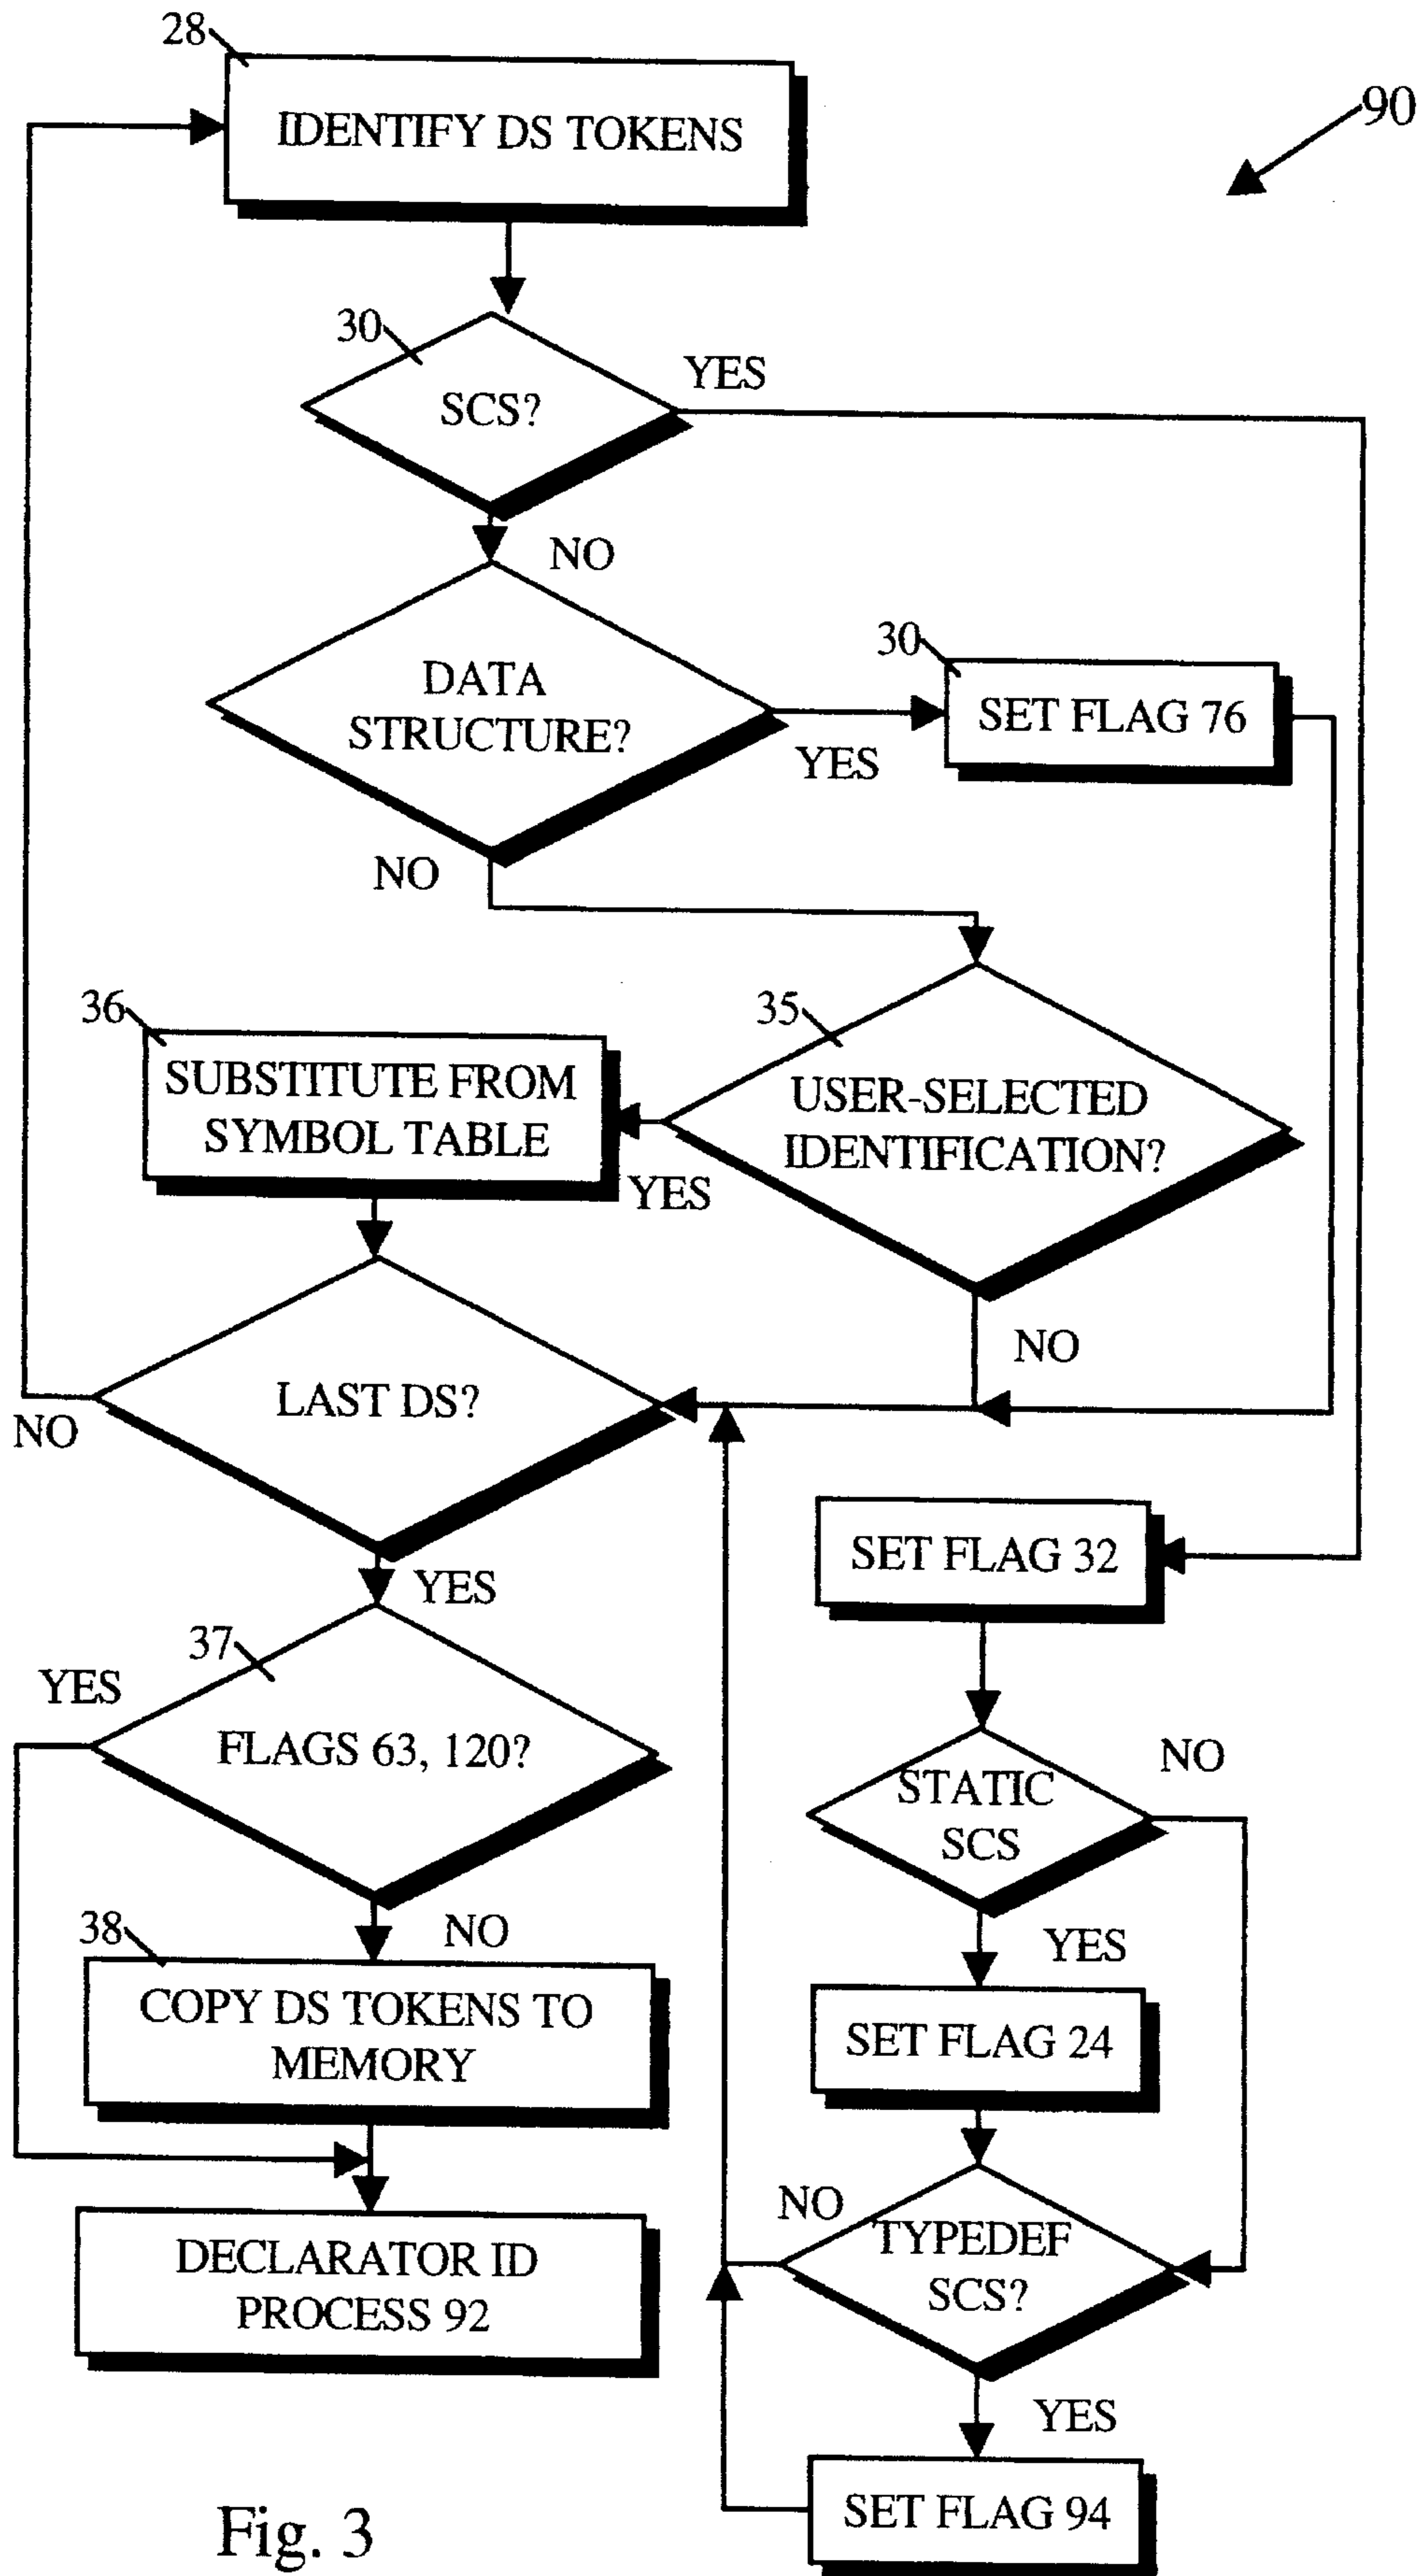 28
IDENTIFY DS TOKENS
90
30
SCS?
YES
NO
DATA
STRUCTURE?
YES
30
SET FLAG 76
NO
36
SUBSTITUTE FROM
SYMBOL TABLE
35
USER-SELECTED
IDENTIFICATION?
YES
NO
LAST DS?
NO
YES
SET FLAG 32
37
YES
FLAGS 63, 120?
NO
STATIC
SCS
NO
YES
38
COPY DS TOKENS TO
MEMORY
SET FLAG 24
DECLARATOR ID
PROCESS 92
NO
TYPEDEF
SCS?
YES
SET FLAG 94
Fig. 3